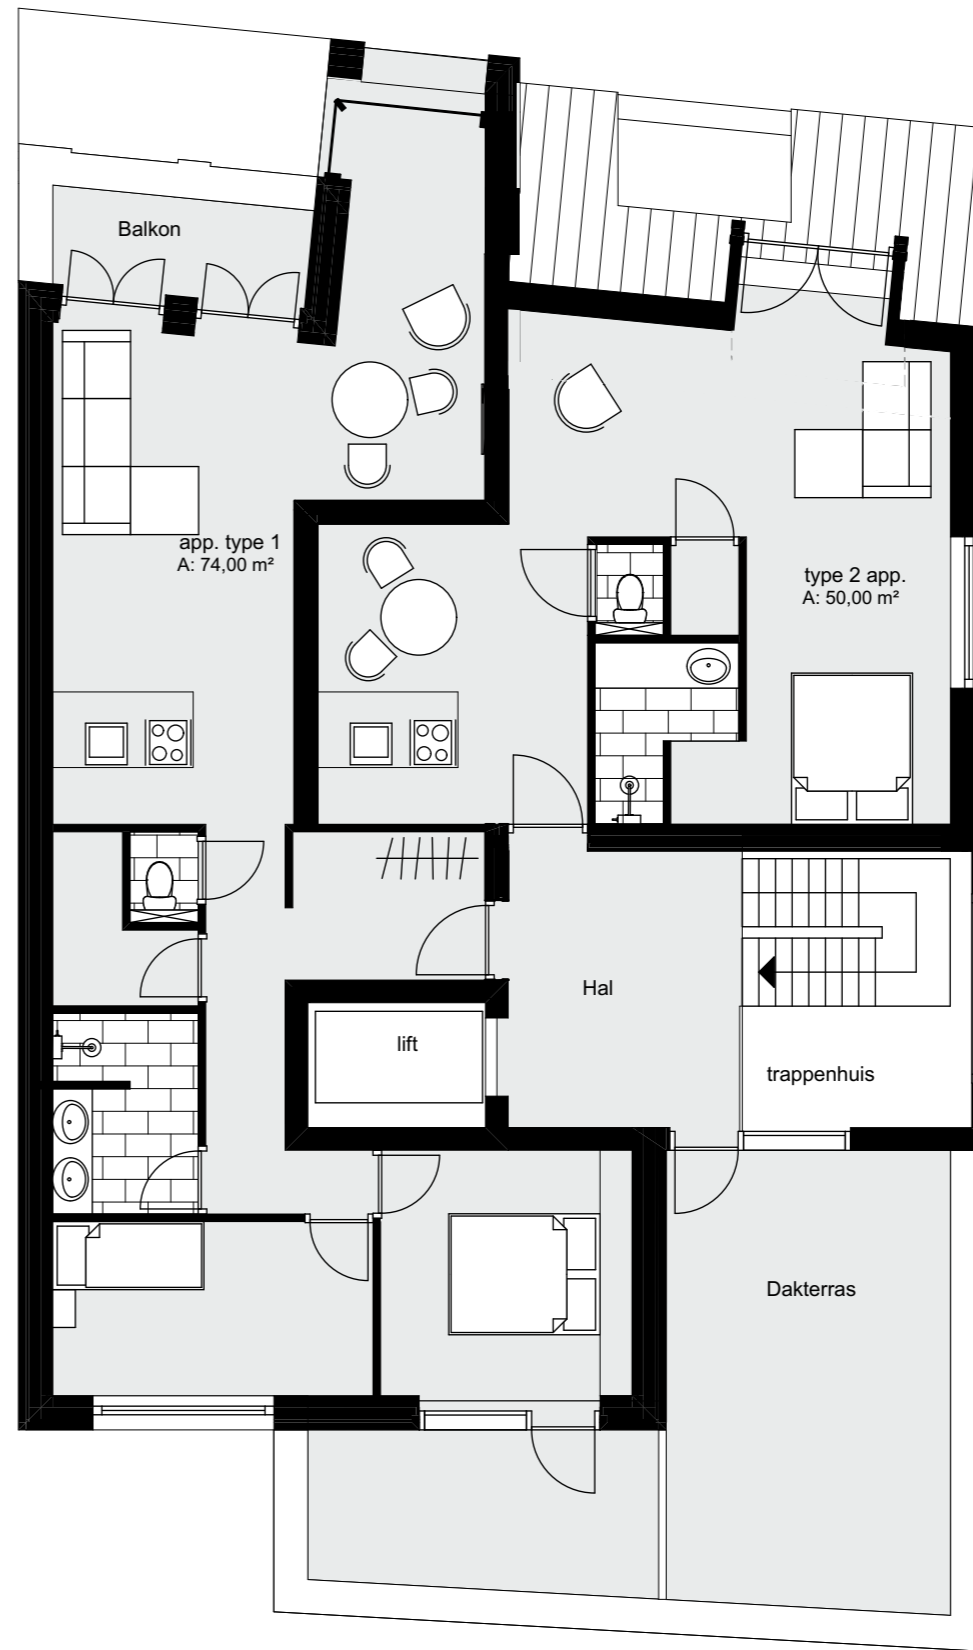 Balkon
app. type 1
A: 74,00 m²
type 2 app.
A: 50,00 m²
Hal
lift
trappenhuis
Dakterras